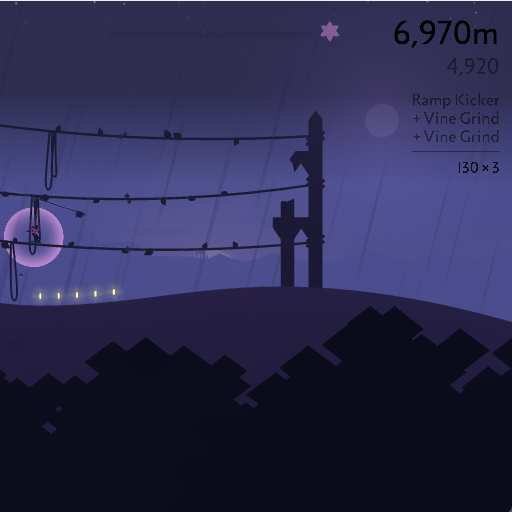 6,970m
4,920
Ramp Kicker
+ Vine Grind
+ Vine Grind
130 × 3